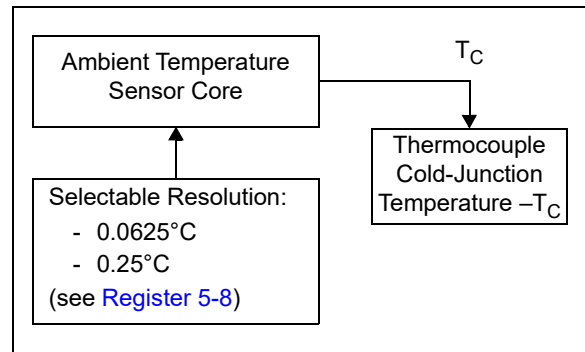 Ambient Temperature
Sensor Core
T_C
Thermocouple
Cold-Junction
Temperature –T_C
Selectable Resolution:
- 0.0625°C
- 0.25°C
(see Register 5-8)